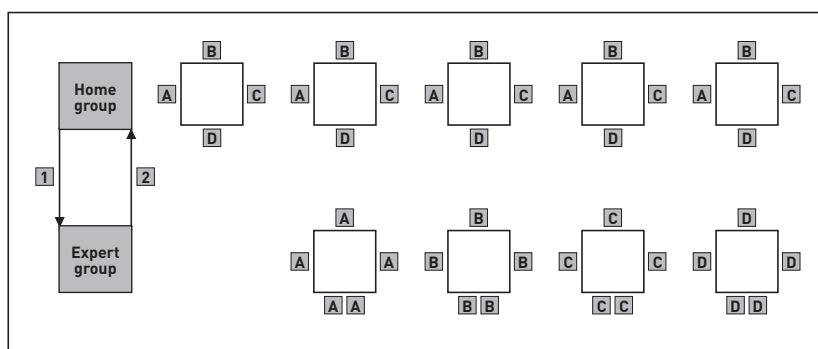 B B B B B
Home
group
A C A C A C A C A C
D D D D D
1 2
A B C D
Expert
group
A A B B C C D D
A A B B C C D D